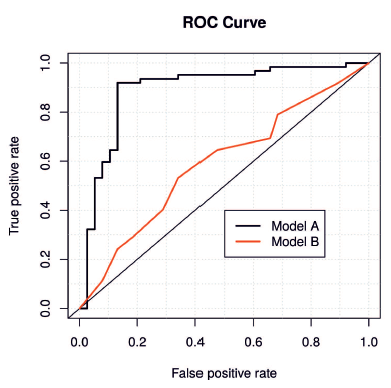 ROC Curve
True positive rate
1.0
0.8
0.6
0.4
0.2
0.0
Model A
Model B
0.0 0.2 0.4 0.6 0.8 1.0
False positive rate